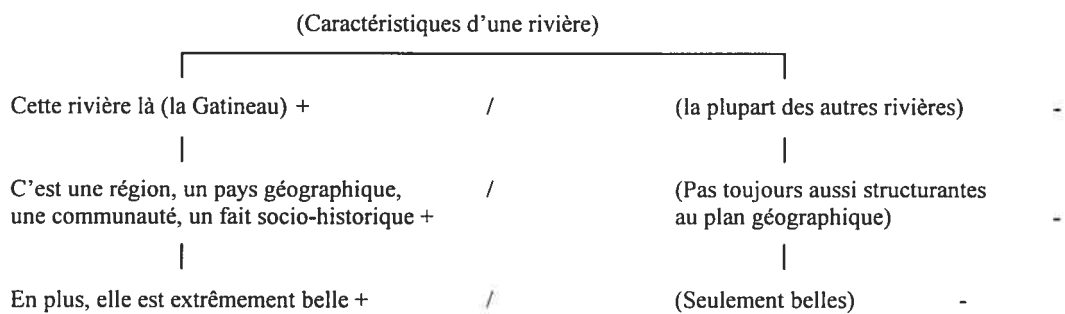 (Caractéristiques d'une rivière)
Cette rivière là (la Gatineau) + / (la plupart des autres rivières) -
C'est une région, un pays géographique, / (Pas toujours aussi structurantes
une communauté, un fait socio-historique + au plan géographique) -
En plus, elle est extrêmement belle + / (Seulement belles) -